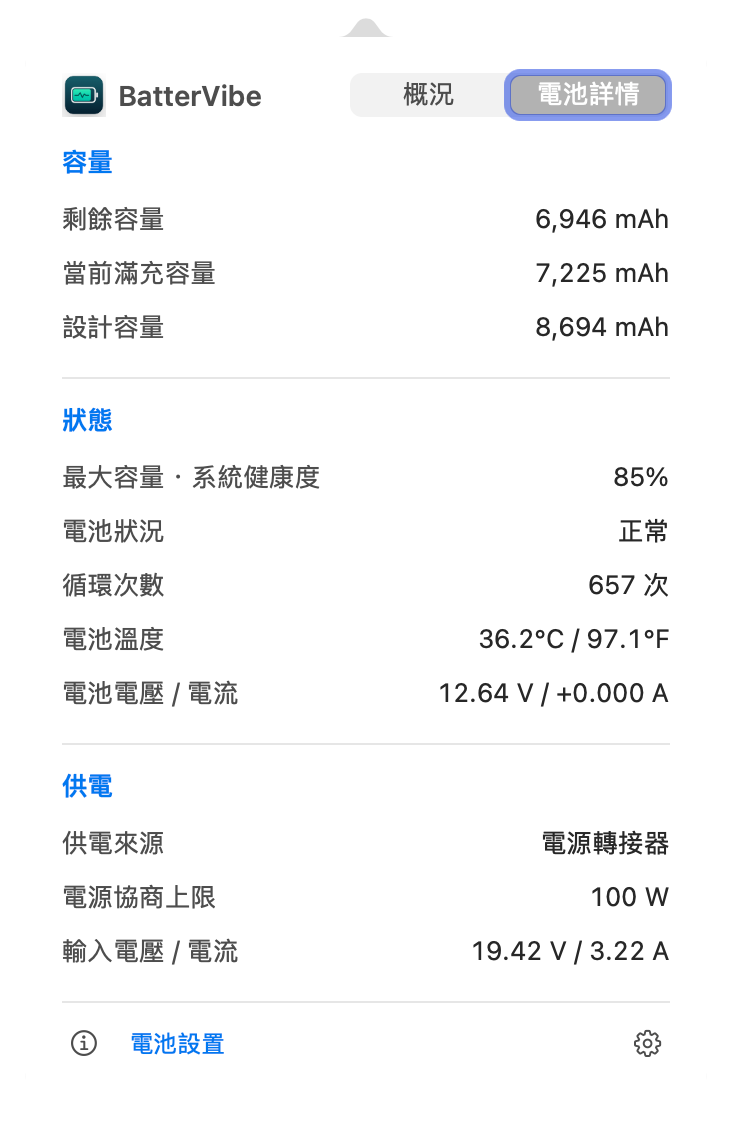 BatterVibe 概況 電池詳情
容量
剩餘容量 6,946 mAh
當前滿充容量 7,225 mAh
設計容量 8,694 mAh
狀態
最大容量 · 系統健康度 85%
電池狀況 正常
循環次數 657 次
電池溫度 36.2°C / 97.1°F
電池電壓 / 電流 12.64 V / +0.000 A
供電
供電來源 電源轉接器
電源協商上限 100 W
輸入電壓 / 電流 19.42 V / 3.22 A
電池設置